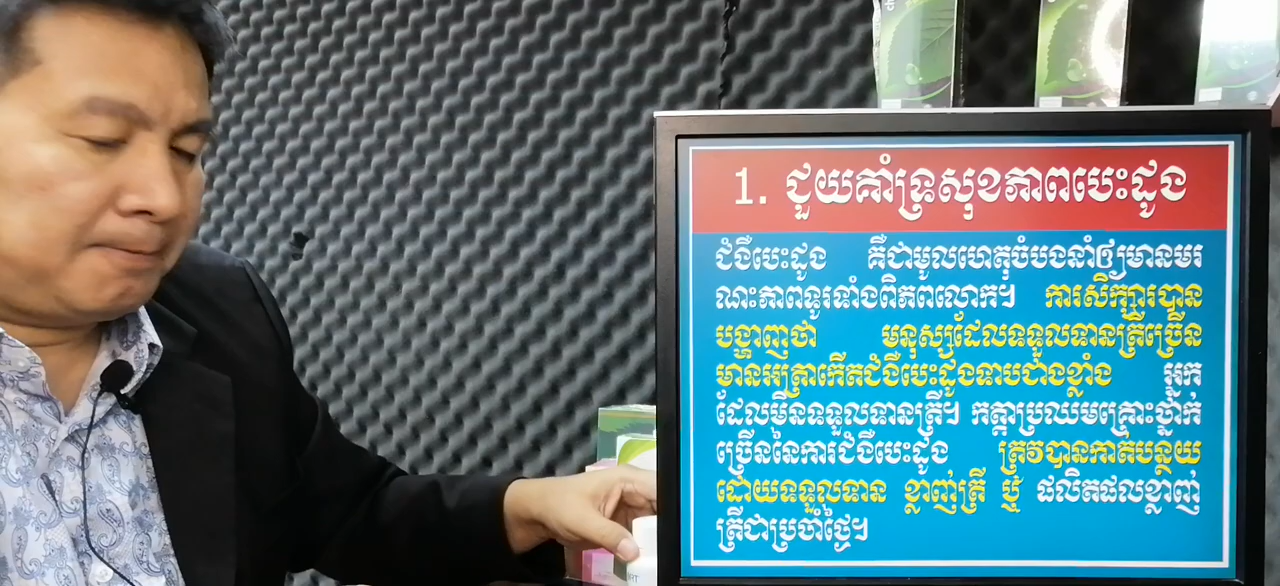 1. ជួយគាំទ្រសុខភាពបេះដូង
ជំងឺបេះដូង គឺជាមូលហេតុចំបងនាំឲ្យមានមរ
ណះភាពទូរទាំងពិភពលោក។ ការសិក្សារបាន
បង្ហាញថា មនុស្សដែលទទួលទានត្រីច្រើន
មានអត្រាកើតជំងឺបេះដូងទាបជាងខ្លាំង អ្នក
ដែលមិនទទួលទានត្រី។ កត្តាប្រឈមគ្រោះថ្នាក់
ច្រើននៃការជំងឺបេះដូង ត្រូវបានកាត់បន្ថយ
ដោយទទួលទាន ខ្លាញ់ត្រី ឬ ផលិតផលខ្លាញ់
ត្រីជាប្រចាំថ្ងៃ។